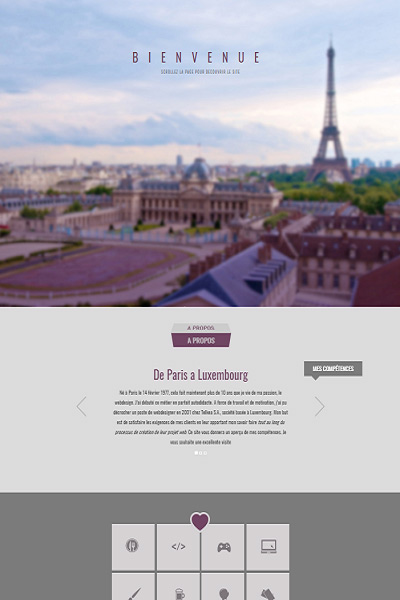 BIENVENUE
SCROLLEZ LA PAGE POUR DECOUVRIR LE SITE
A PROPOS
A PROPOS
De Paris a Luxembourg
MES COMPÉTENCES
Né à Paris le 14 février 1977, cela fait maintenant plus de 10 ans que je vie de ma passion, le
webdesign. J'ai débuté ce métier en parfait autodidacte. A force de travail et de motivation, j'ai pu
décrocher un poste de webdesigner en 2001 chez Telkea S.A., société basée à Luxembourg. Mon but
est de satisfaire les exigences de mes clients en leur apportant mon savoir faire tout au long du
processus de création de leur projet web. Ce site vous donnera un aperçu de mes compétences. Je
vous souhaite une excellente visite